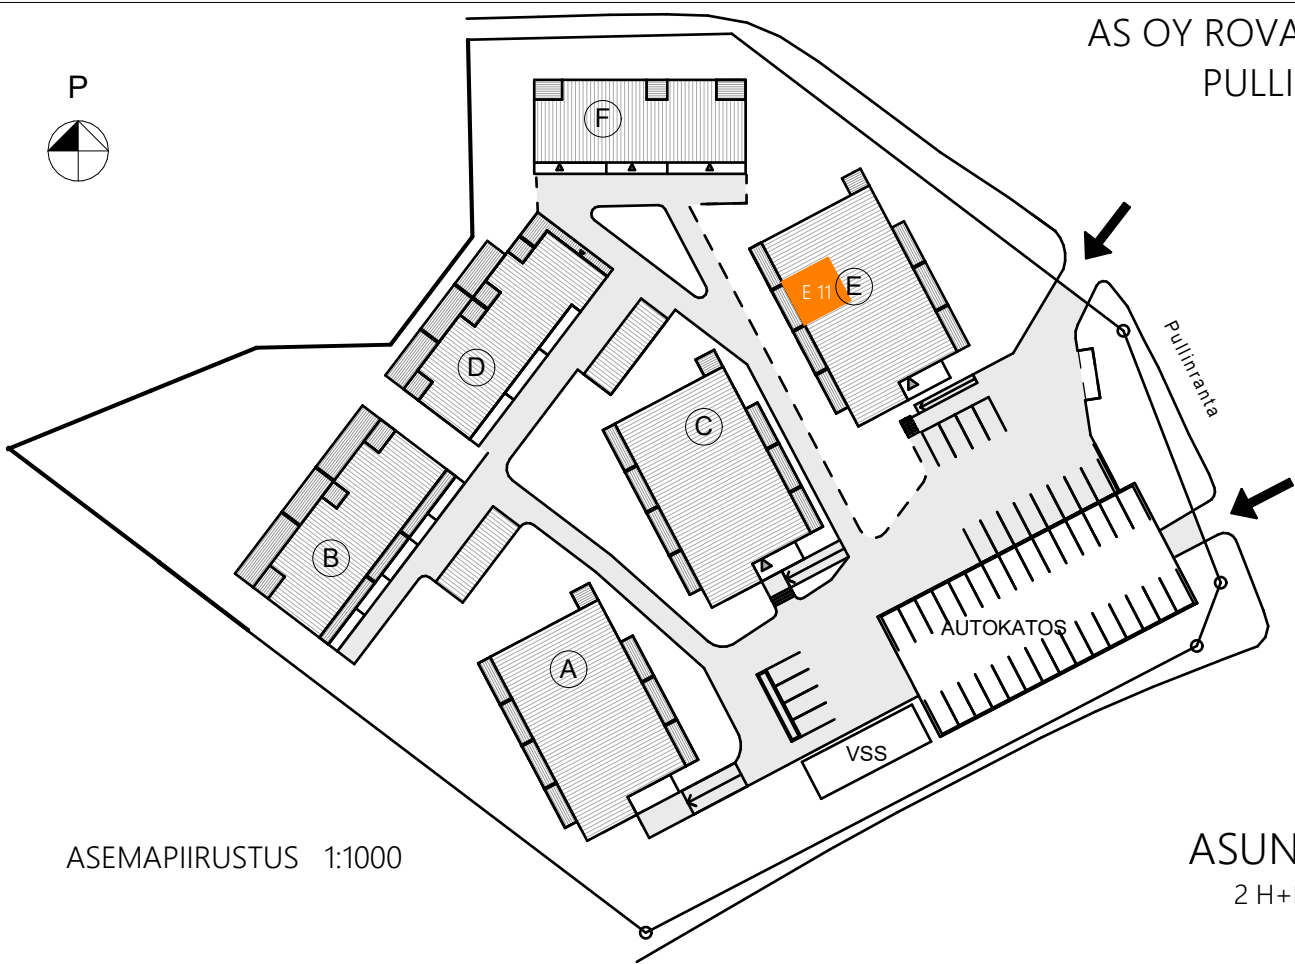 AS OY ROVA
PULLI
P
F
E
E 11
Pullinranta
D
C
B
A
AUTOKATOS
VSS
ASEMAPIIRUSTUS 1:1000
ASUN
2 H+